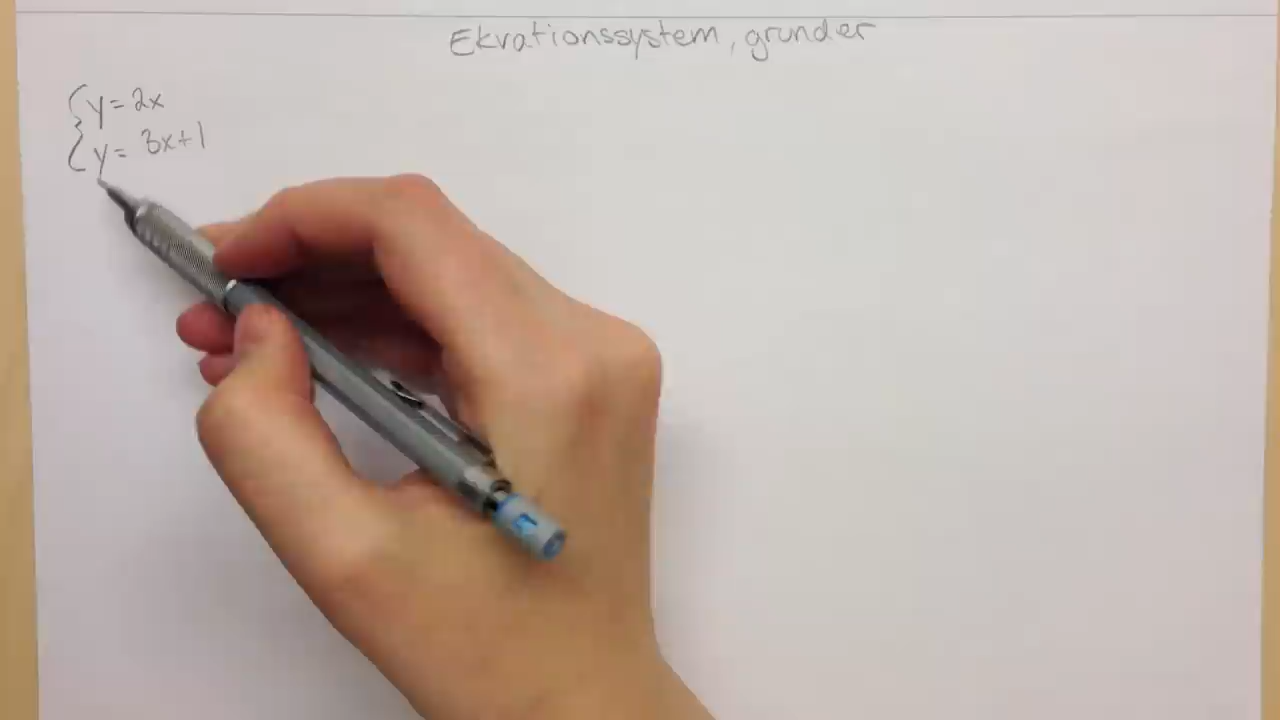 Ekvationssystem, grunder
y = 2x
y = 3x+1